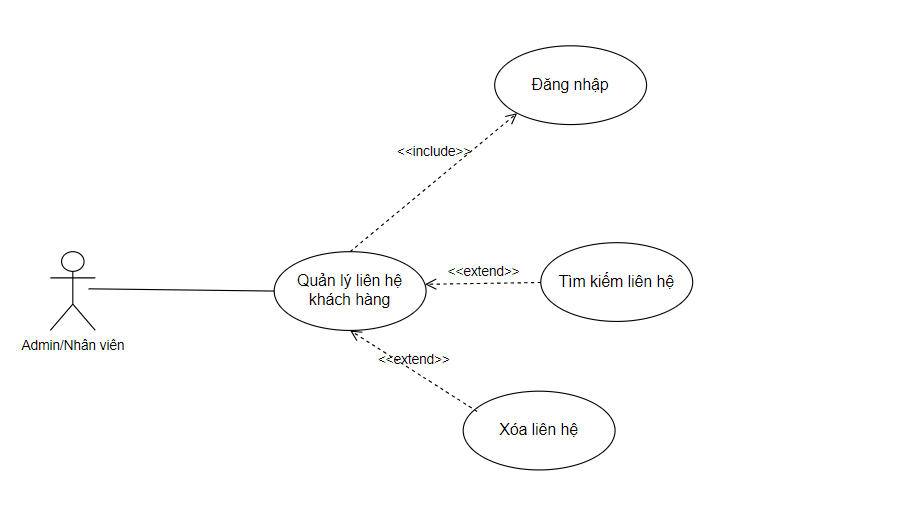 Đăng nhập
<<include>>
Quản lý liên hệ
khách hàng
<<extend>>
Tìm kiếm liên hệ
Admin/Nhân viên
<<extend>>
Xóa liên hệ